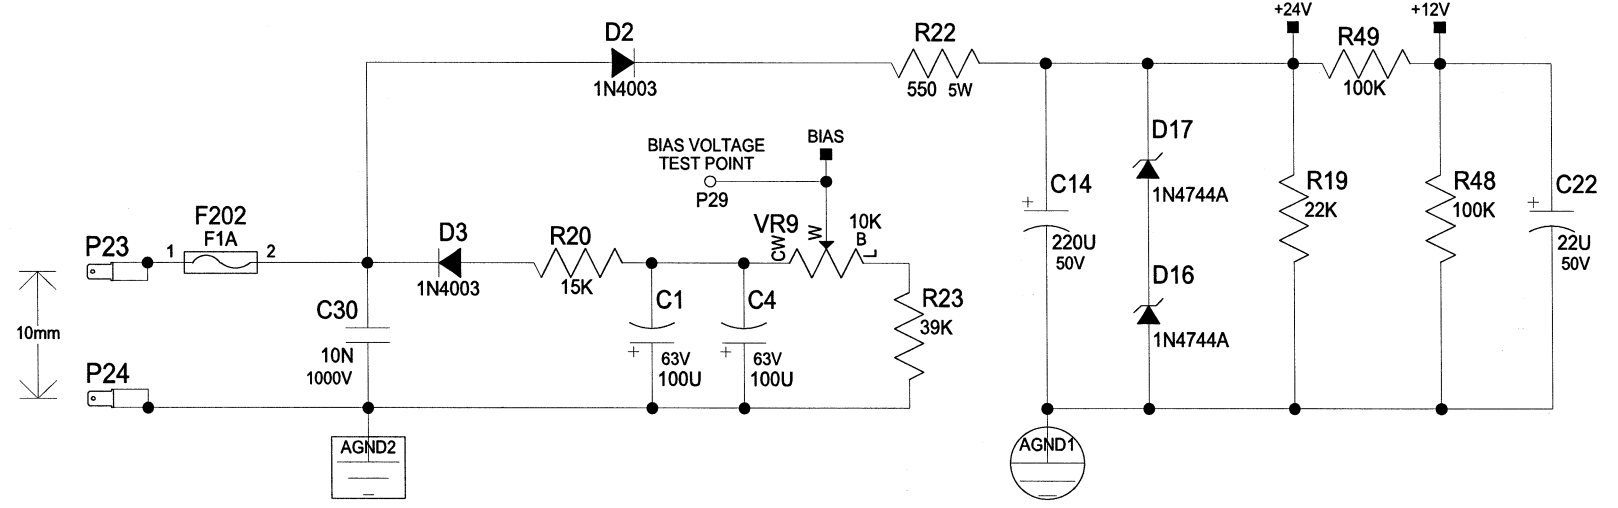 +24V
+12V
D2
1N4003
R22
550 5W
R49
100K
BIAS VOLTAGE
TEST POINT
P29
BIAS
D17
1N4744A
C14
+
220U
50V
R19
22K
R48
100K
C22
+
22U
50V
P23
1
F202
F1A
2
D3
1N4003
R20
15K
VR9
CW
W
10K
B
L
D16
1N4744A
10mm
C30
10N
1000V
C1
+
63V
100U
C4
+
63V
100U
R23
39K
P24
AGND2
AGND1